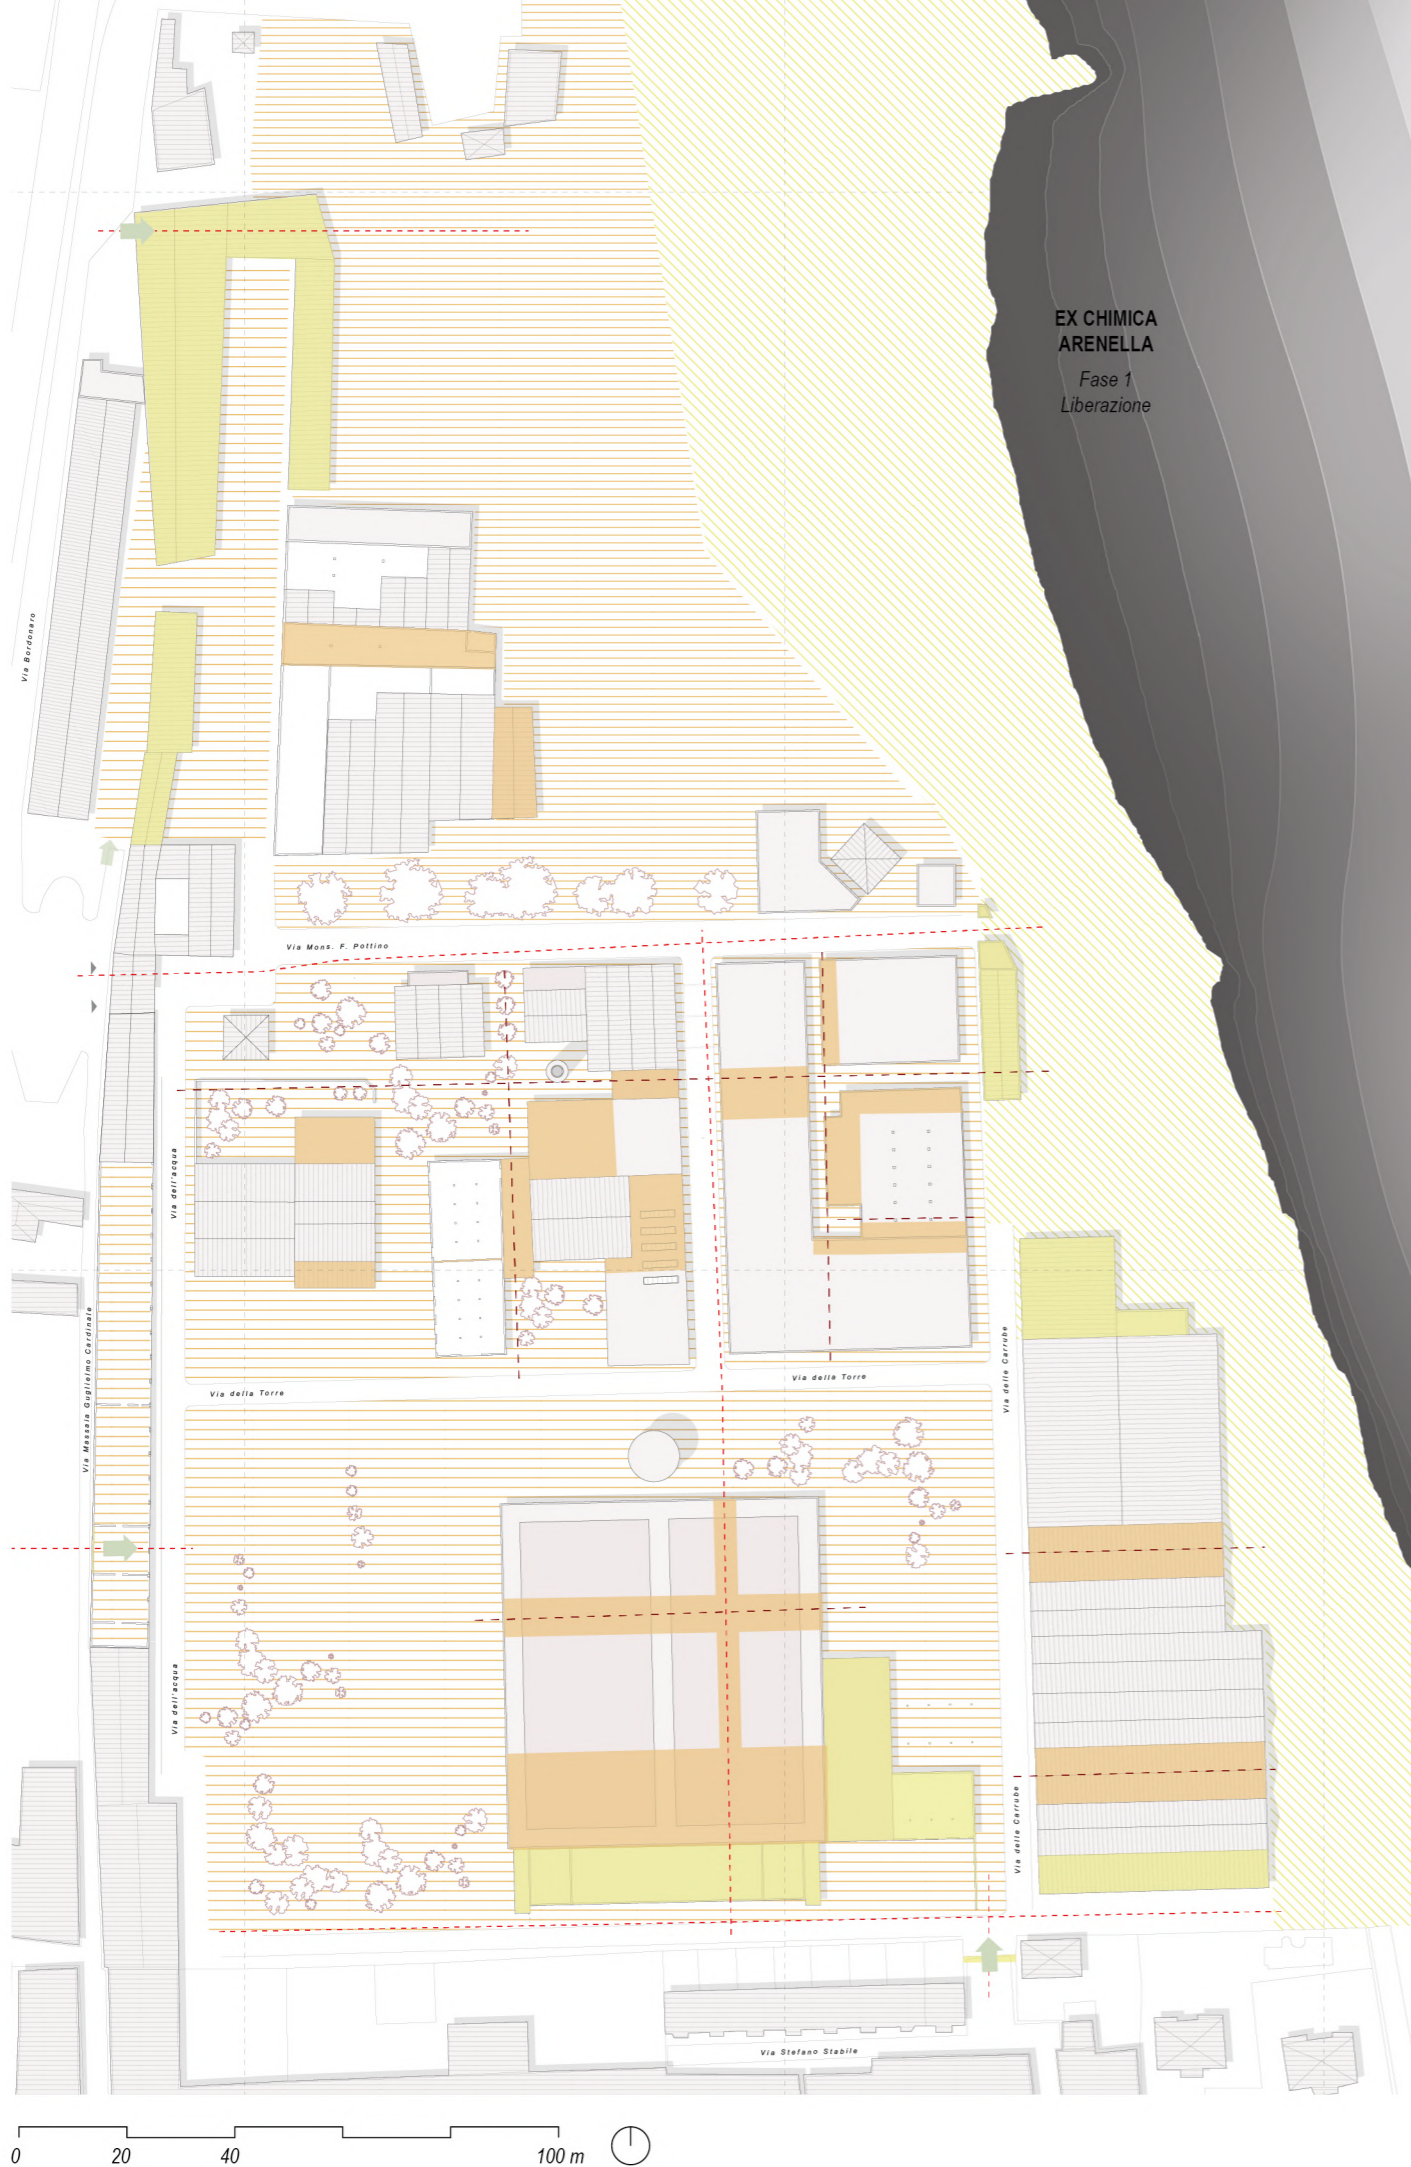 EX CHIMICA
ARENELLA
Fase 1
Liberazione
Via Bordonaro
Via Mons. F. Pottino
Via dell'acqua
Via Massaia Guglielmo Cardinale
Via delle Carrube
Via della Torre
Via della Torre
Via dell'acqua
Via delle Carrube
Via Stefano Stabile
0 20 40 100 m